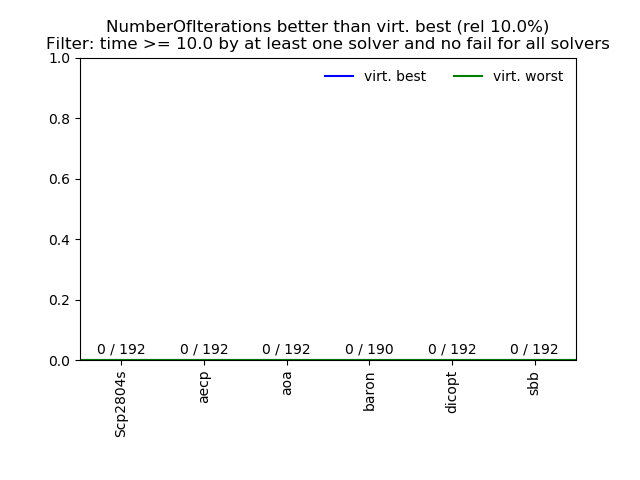 NumberOfIterations better than virt. best (rel 10.0%)
Filter: time >= 10.0 by at least one solver and no fail for all solvers
virt. best
virt. worst
1.0
0.8
0.6
0.4
0.2
0.0
0 / 192
0 / 192
0 / 192
0 / 190
0 / 192
0 / 192
Scp2804s
aecp
aoa
baron
dicopt
sbb